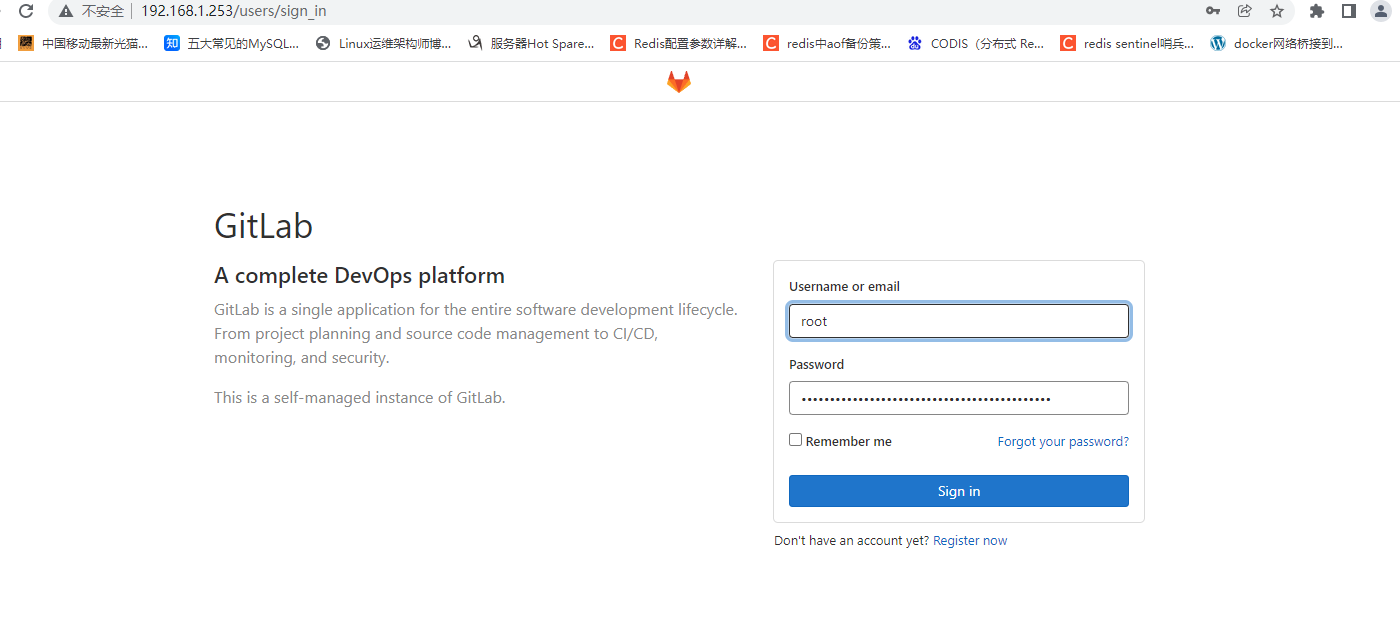 不安全 192.168.1.253/users/sign_in
中国移动最新光猫... 知 五大常见的MySQL... Linux运维架构师博... 服务器Hot Spare... C Redis配置参数详解... C redis中aof备份策... CODIS（分布式 Re... C redis sentinel哨兵... docker网络桥接到...
GitLab
A complete DevOps platform
GitLab is a single application for the entire software development lifecycle.
From project planning and source code management to CI/CD,
monitoring, and security.
This is a self-managed instance of GitLab.
Username or email
root
Password
Remember me Forgot your password?
Sign in
Don't have an account yet? Register now